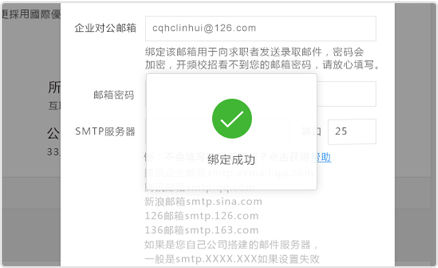 更採用國際優
企业对公邮箱 cqhclinhui@126.com
绑定该邮箱用于向求职者发送录取邮件，密码会
加密，开频校招看不到您的邮箱密码，请放心填写。
所
互
邮箱密码
公
33
SMTP服务器
25
绑定成功
帮助
新浪邮箱smtp.sina.com
126邮箱smtp.126.com
136邮箱smtp.163.com
如果是您自己公司搭建的邮件服务器，
一般是smtp.XXXX.XXX如果设置失败